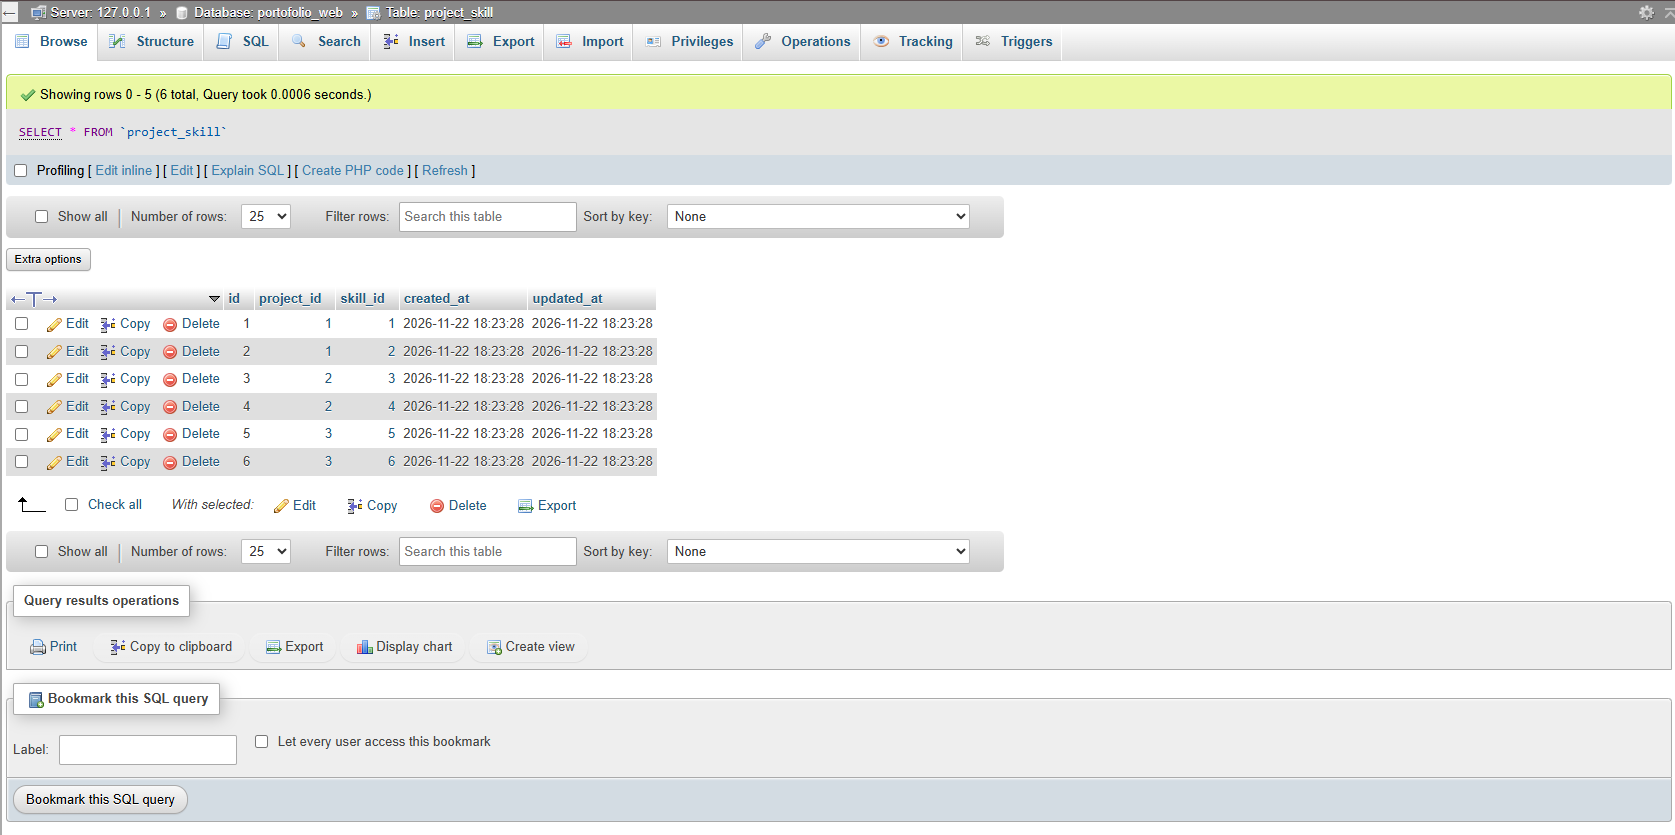 Server: 127.0.0.1 » Database: portofolio_web » Table: project_skill
Browse Structure SQL Search Insert Export Import Privileges Operations Tracking Triggers
Showing rows 0 - 5 (6 total, Query took 0.0006 seconds.)
SELECT * FROM `project_skill`
Profiling [ Edit inline ] [ Edit ] [ Explain SQL ] [ Create PHP code ] [ Refresh ]
Show all Number of rows: 25 Filter rows: Search this table Sort by key: None
Extra options
id project_id skill_id created_at updated_at
Edit Copy Delete 1 1 1 2026-11-22 18:23:28 2026-11-22 18:23:28
Edit Copy Delete 2 1 2 2026-11-22 18:23:28 2026-11-22 18:23:28
Edit Copy Delete 3 2 3 2026-11-22 18:23:28 2026-11-22 18:23:28
Edit Copy Delete 4 2 4 2026-11-22 18:23:28 2026-11-22 18:23:28
Edit Copy Delete 5 3 5 2026-11-22 18:23:28 2026-11-22 18:23:28
Edit Copy Delete 6 3 6 2026-11-22 18:23:28 2026-11-22 18:23:28
Check all With selected: Edit Copy Delete Export
Show all Number of rows: 25 Filter rows: Search this table Sort by key: None
Query results operations
Print Copy to clipboard Export Display chart Create view
Bookmark this SQL query
Label: Let every user access this bookmark
Bookmark this SQL query